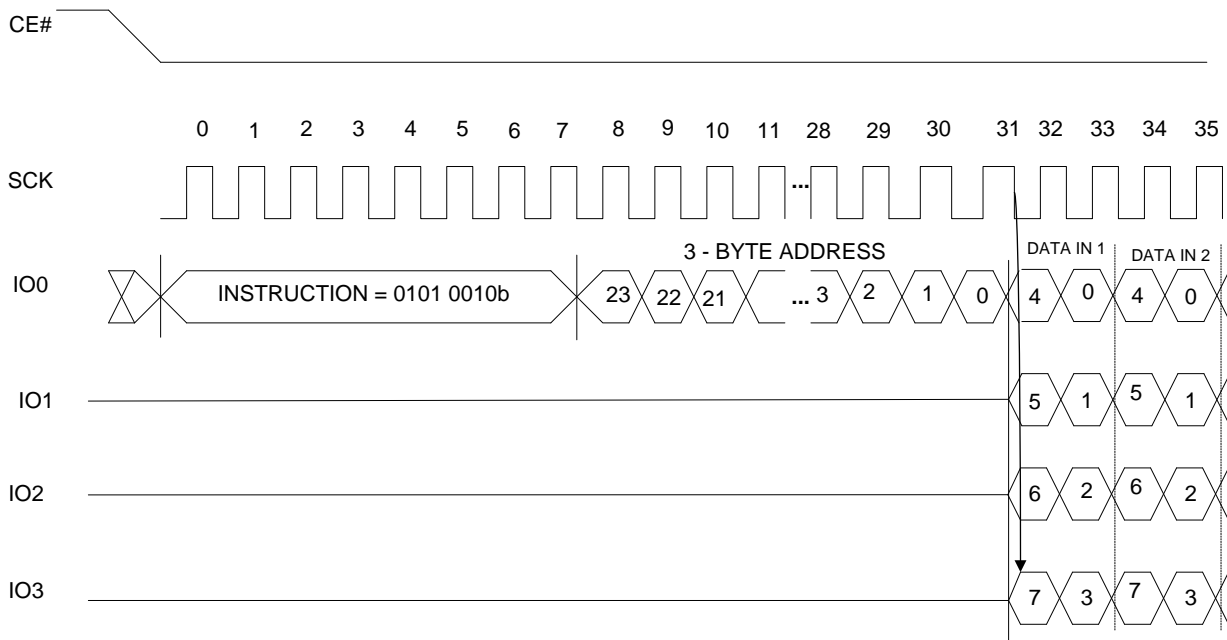 CE#
0 1 2 3 4 5 6 7 8 9 10 11 28 29 30 31 32 33 34 35
SCK ...
3 - BYTE ADDRESS DATA IN 1 DATA IN 2
IO0 INSTRUCTION = 0101 0010b 23 22 21 ... 3 2 1 0 4 0 4 0
IO1 5 1 5 1
IO2 6 2 6 2
IO3 7 3 7 3